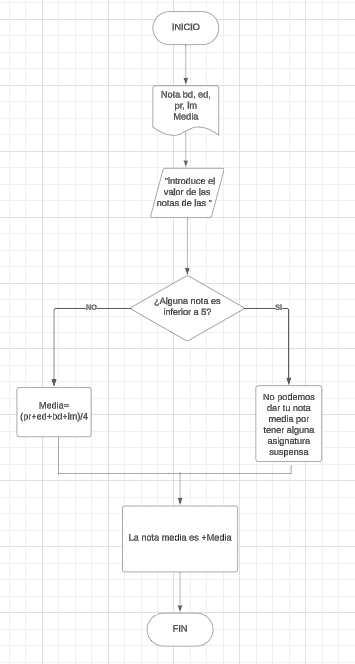 INICIO
Nota bd, ed,
pr, lm
Media
"Introduce el
valor de las
notas de las "
¿Alguna nota es
inferior a 5?
NO
SI
Media=
(pr+ed+bd+lm)/4
No podemos
dar tu nota
media por
tener alguna
asignatura
suspensa
La nota media es +Media
FIN